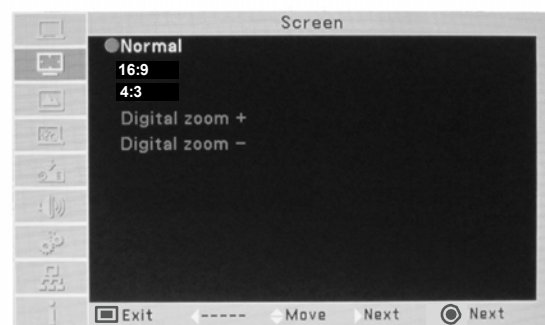 Screen
Normal
16:9
4:3
Digital zoom +
Digital zoom −
Exit ----- Move Next Next